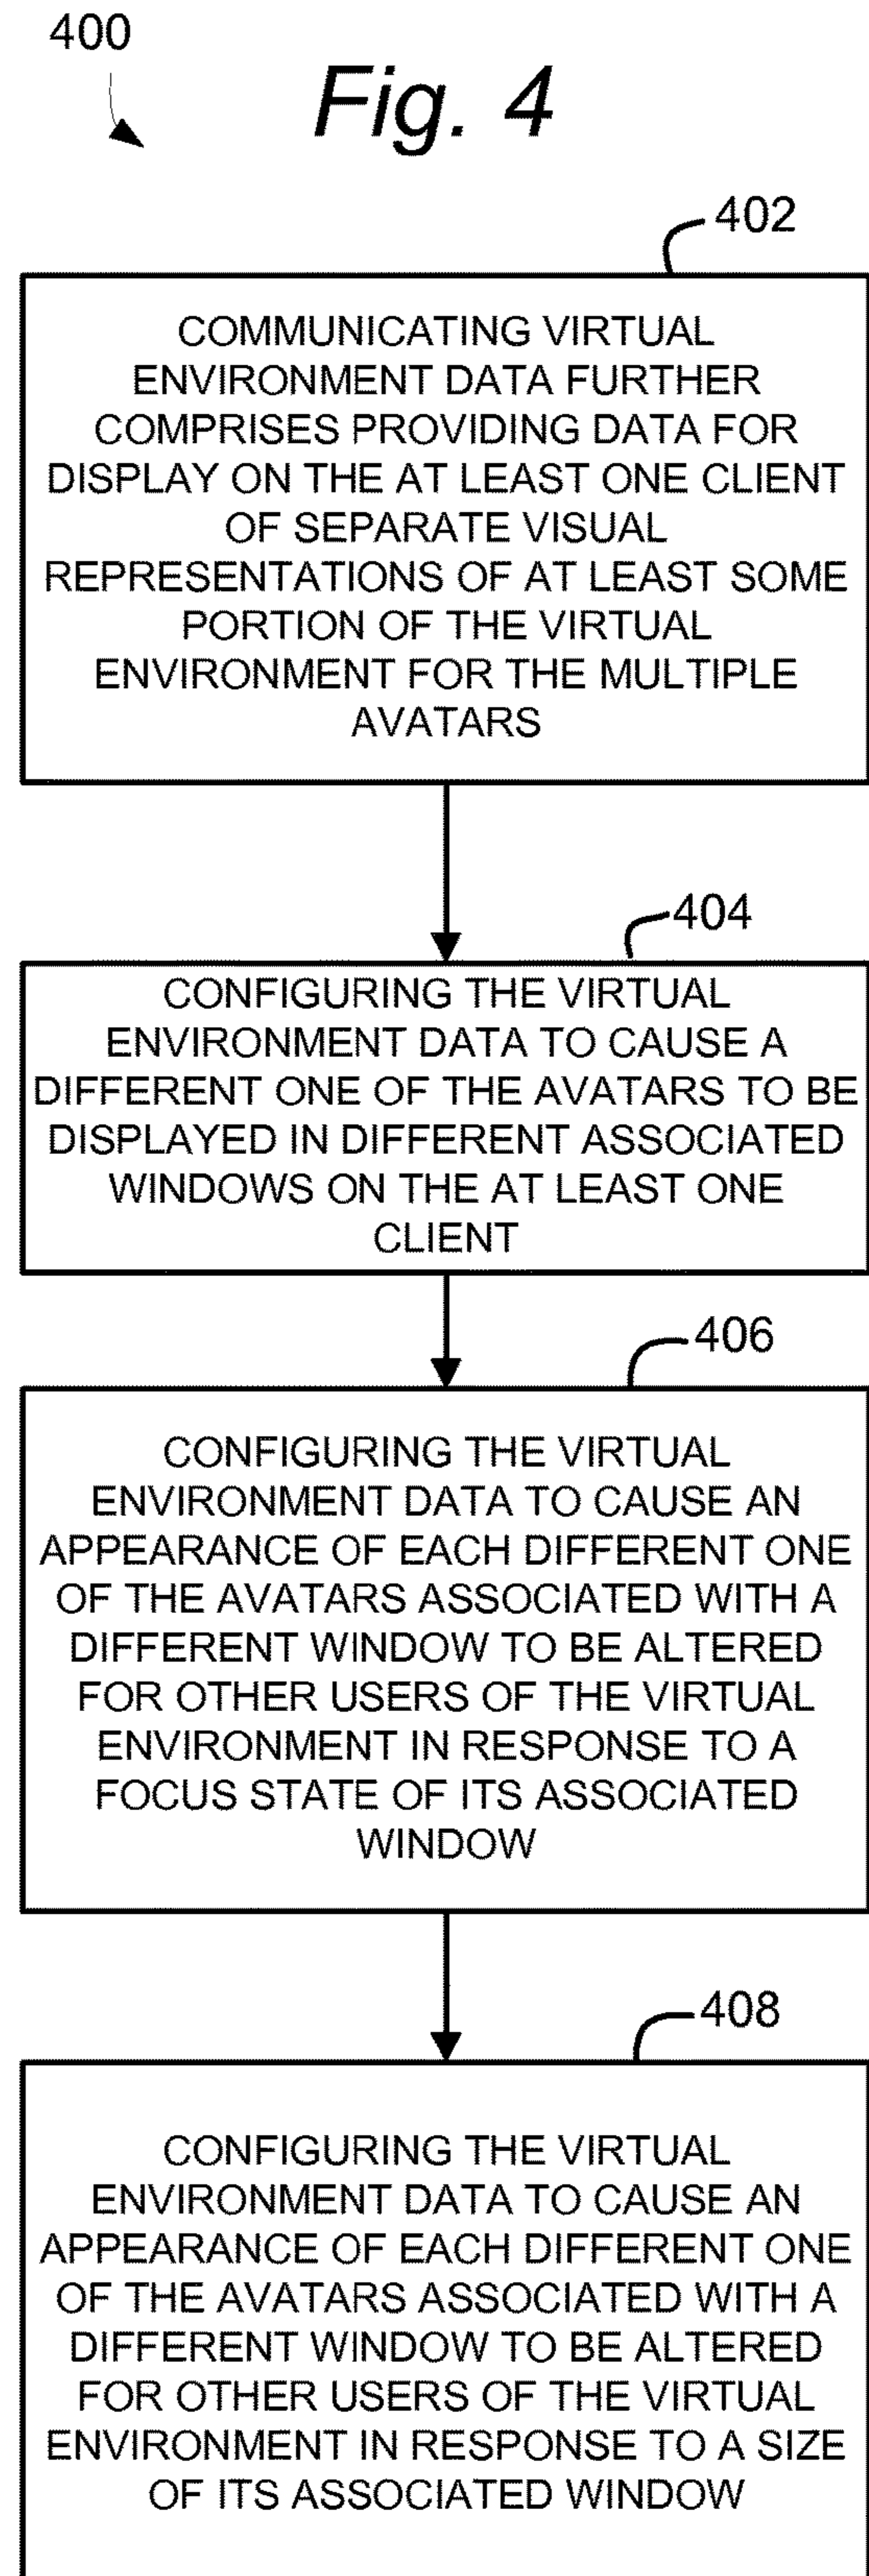 400
Fig. 4
402
COMMUNICATING VIRTUAL
ENVIRONMENT DATA FURTHER
COMPRISES PROVIDING DATA FOR
DISPLAY ON THE AT LEAST ONE CLIENT
OF SEPARATE VISUAL
REPRESENTATIONS OF AT LEAST SOME
PORTION OF THE VIRTUAL
ENVIRONMENT FOR THE MULTIPLE
AVATARS
404
CONFIGURING THE VIRTUAL
ENVIRONMENT DATA TO CAUSE A
DIFFERENT ONE OF THE AVATARS TO BE
DISPLAYED IN DIFFERENT ASSOCIATED
WINDOWS ON THE AT LEAST ONE
CLIENT
406
CONFIGURING THE VIRTUAL
ENVIRONMENT DATA TO CAUSE AN
APPEARANCE OF EACH DIFFERENT ONE
OF THE AVATARS ASSOCIATED WITH A
DIFFERENT WINDOW TO BE ALTERED
FOR OTHER USERS OF THE VIRTUAL
ENVIRONMENT IN RESPONSE TO A
FOCUS STATE OF ITS ASSOCIATED
WINDOW
408
CONFIGURING THE VIRTUAL
ENVIRONMENT DATA TO CAUSE AN
APPEARANCE OF EACH DIFFERENT ONE
OF THE AVATARS ASSOCIATED WITH A
DIFFERENT WINDOW TO BE ALTERED
FOR OTHER USERS OF THE VIRTUAL
ENVIRONMENT IN RESPONSE TO A SIZE
OF ITS ASSOCIATED WINDOW